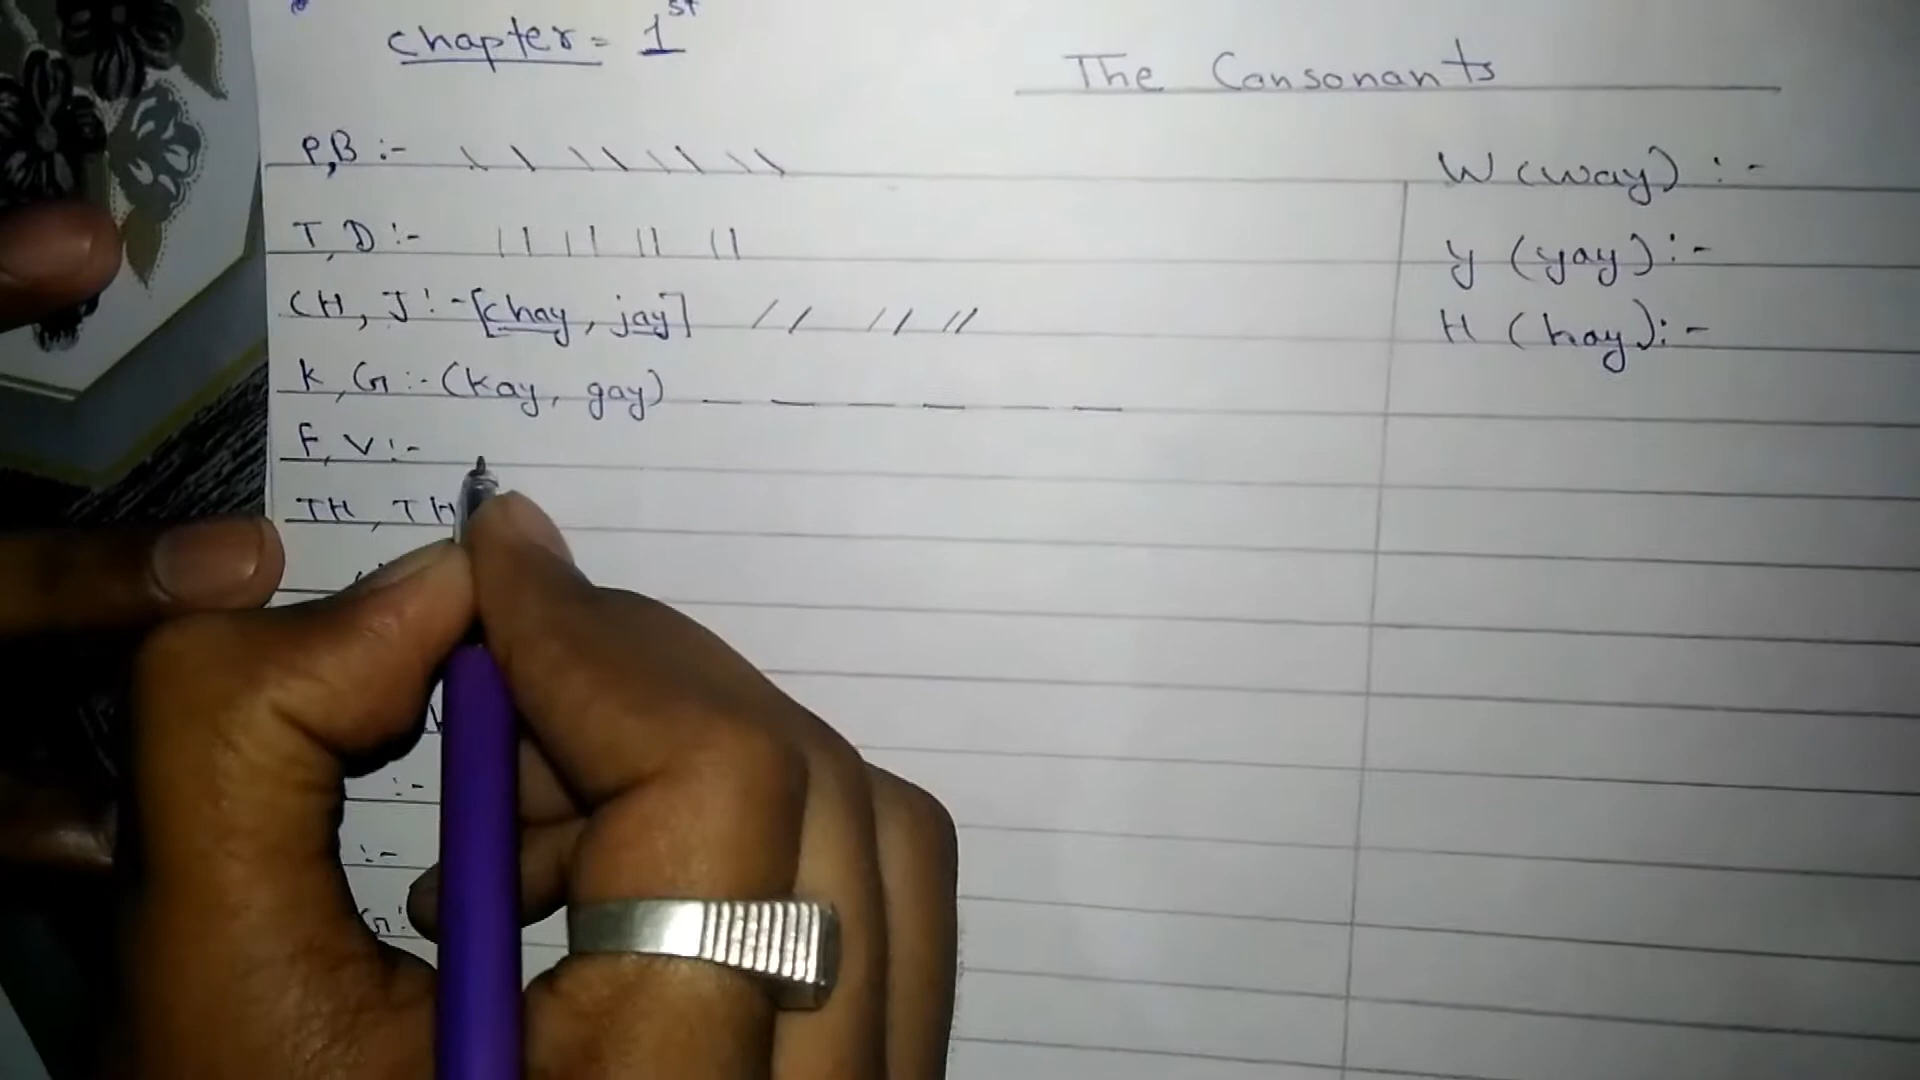 chapter = 1st
The Consonants
P,B :-
T, D :-
CH, J :- [chay, jay]
K, G :- (Kay, gay)
F, V :-
TH, TH
:-
:-
G:
W (way) :-
y (yay) :-
H (hay) :-